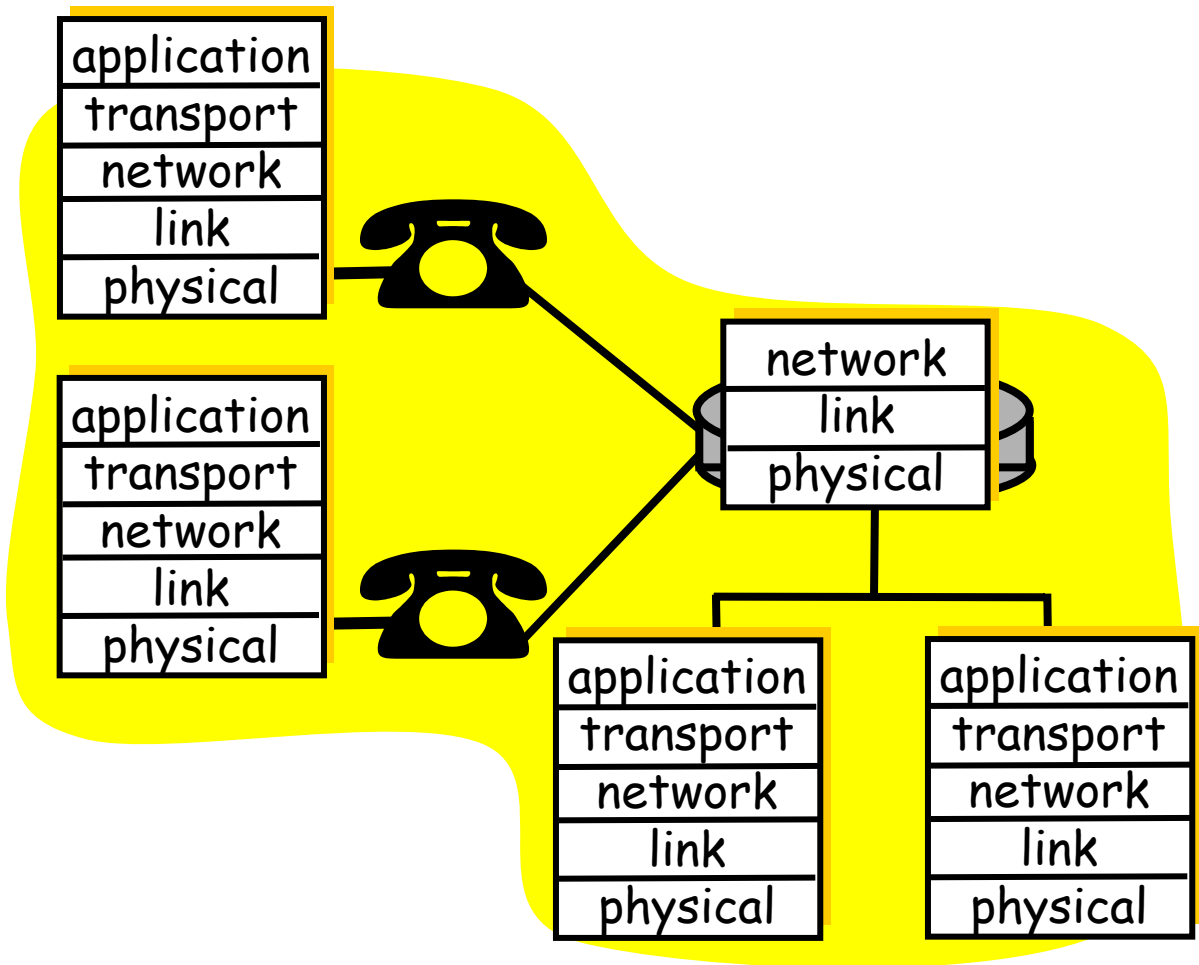 application
transport
network
link
physical
application
transport
network
link
physical
network
link
physical
application
transport
network
link
physical
application
transport
network
link
physical